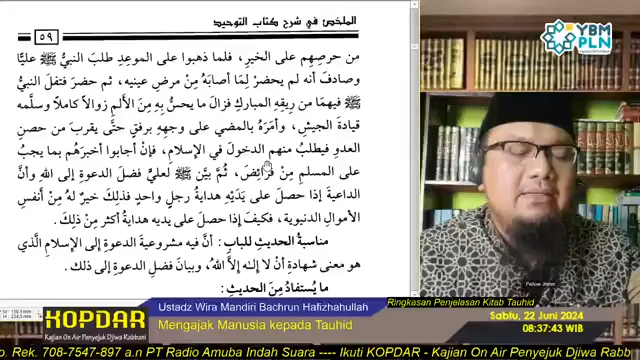 الملخص في شرح كتاب التوحيد
٥٩
من حرصِهِم على الخيرِ، فلما ذهبوا على الموعِدِ طلبَ النبيُّ ﷺ عليًّا
وصادفَ أنه لم يحضرْ لِمَا أصابَهُ مِنْ مرضِ عينيهِ، ثم حضرَ فتفلَ النبيُّ
ﷺ فيهمَا من ريقِهِ المباركِ فزالَ ما يحسُّ بِهِ مِنَ الألمِ زوالاً كاملاً وسلَّمه
قيادةَ الجيشِ، وأمرَهُ بالمضي على وجههِ برفقٍ حتَّى يقربَ من حصنِ
العدوِ فيطلبُ منهم الدخولَ في الإسلامِ، فإنْ أجابوا أخبرَهُم بما يجبُ
على المسلمِ مِنْ فرائضَ، ثُمَّ بيَّن ﷺ لعليٍّ فضلَ الدعوةِ إلى اللهِ وأنَّ
الداعيةَ إذا حصلَ على يَدَيْهِ هدايةُ رجلٍ واحدٍ فذلكَ خيرٌ لهُ مِنْ أنفسِ
الأموالِ الدنيويةِ، فكيفَ إذا حصلَ على يديه هدايةُ أكثرَ مِنْ ذلكَ.
مناسبةُ الحديثِ للبابِ: أنَّ فيه مشروعيةَ الدعوةِ إلى الإسلامِ الَّذي
هو معنى شهادةِ أن لا إلهَ إلاَّ اللهُ، وبيانَ فضلِ الدعوةِ إلى ذلك.
ما يُستفادُ مِنَ الحديثِ:
YBM
PLN
Fellow Jitster
KOPDAR
Kajian On Air Penyejuk Djiwa Rabbani
Ustadz Wira Mandiri Bachrun Hafizhahullah
Mengajak Manusia kepada Tauhid
Ringkasan Penjelasan Kitab Tauhid
Sabtu, 22 Juni 2024
08:37:43 WIB
o. Rek. 708-7547-897 a.n PT Radio Amuba Indah Suara ---- Ikuti KOPDAR - Kajian On Air Penyejuk Djiwa Rabb